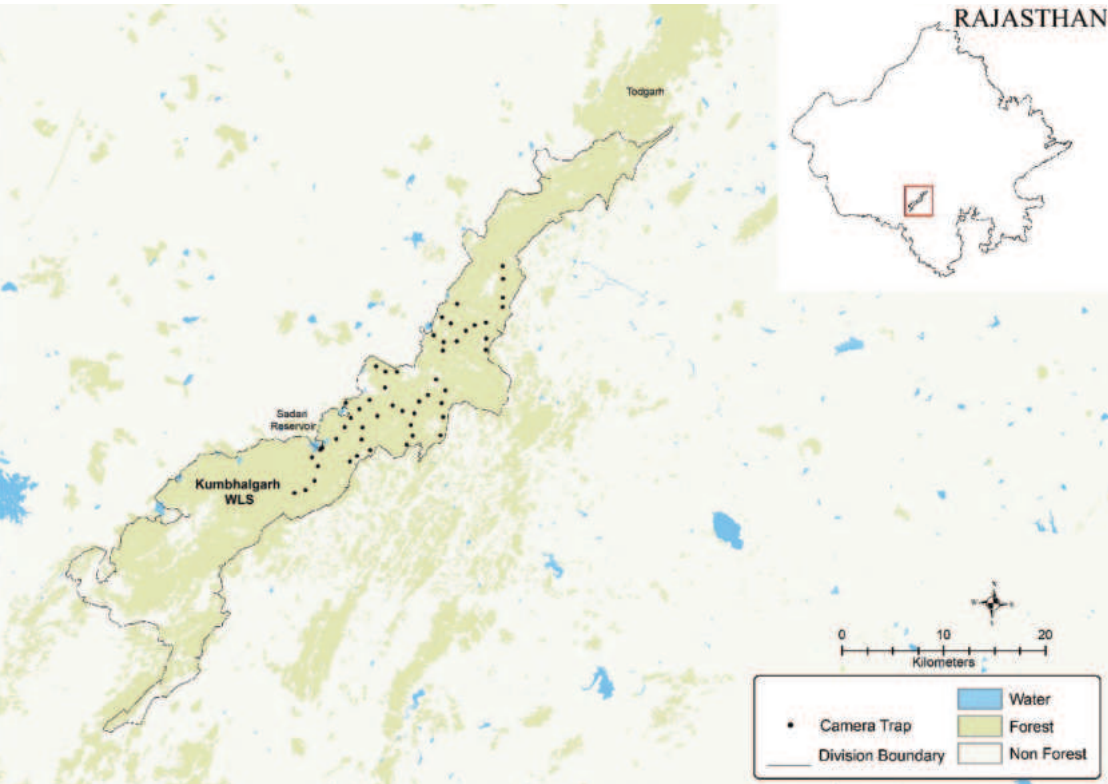 RAJASTHAN
Todgarh
Sadari
Reservoir
Kumbhalgarh
WLS
N
0 10 20
Kilometers
Water
Camera Trap
Forest
Division Boundary
Non Forest